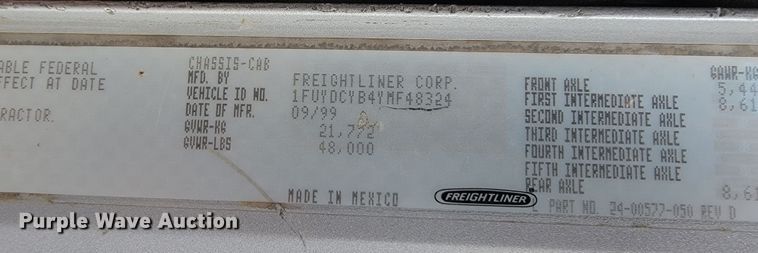 ABLE FEDERAL
FFECT AT DATE
RACTOR.
CHASSIS-CAB
MFD. BY FREIGHTLINER CORP.
VEHICLE ID NO. 1FUYDCYB4YMF48324
DATE OF MFR. 09/99
GVWR-KG 21,772
GVWR-LBS 48,000
MADE IN MEXICO
FREIGHTLINER
GAWR-KG
FRONT AXLE 5,44
FIRST INTERMEDIATE AXLE 8,61
SECOND INTERMEDIATE AXLE
THIRD INTERMEDIATE AXLE
FOURTH INTERMEDIATE AXLE
FIFTH INTERMEDIATE AXLE
REAR AXLE 8,61
PART NO. 24-00577-050 REV D
Purple Wave Auction